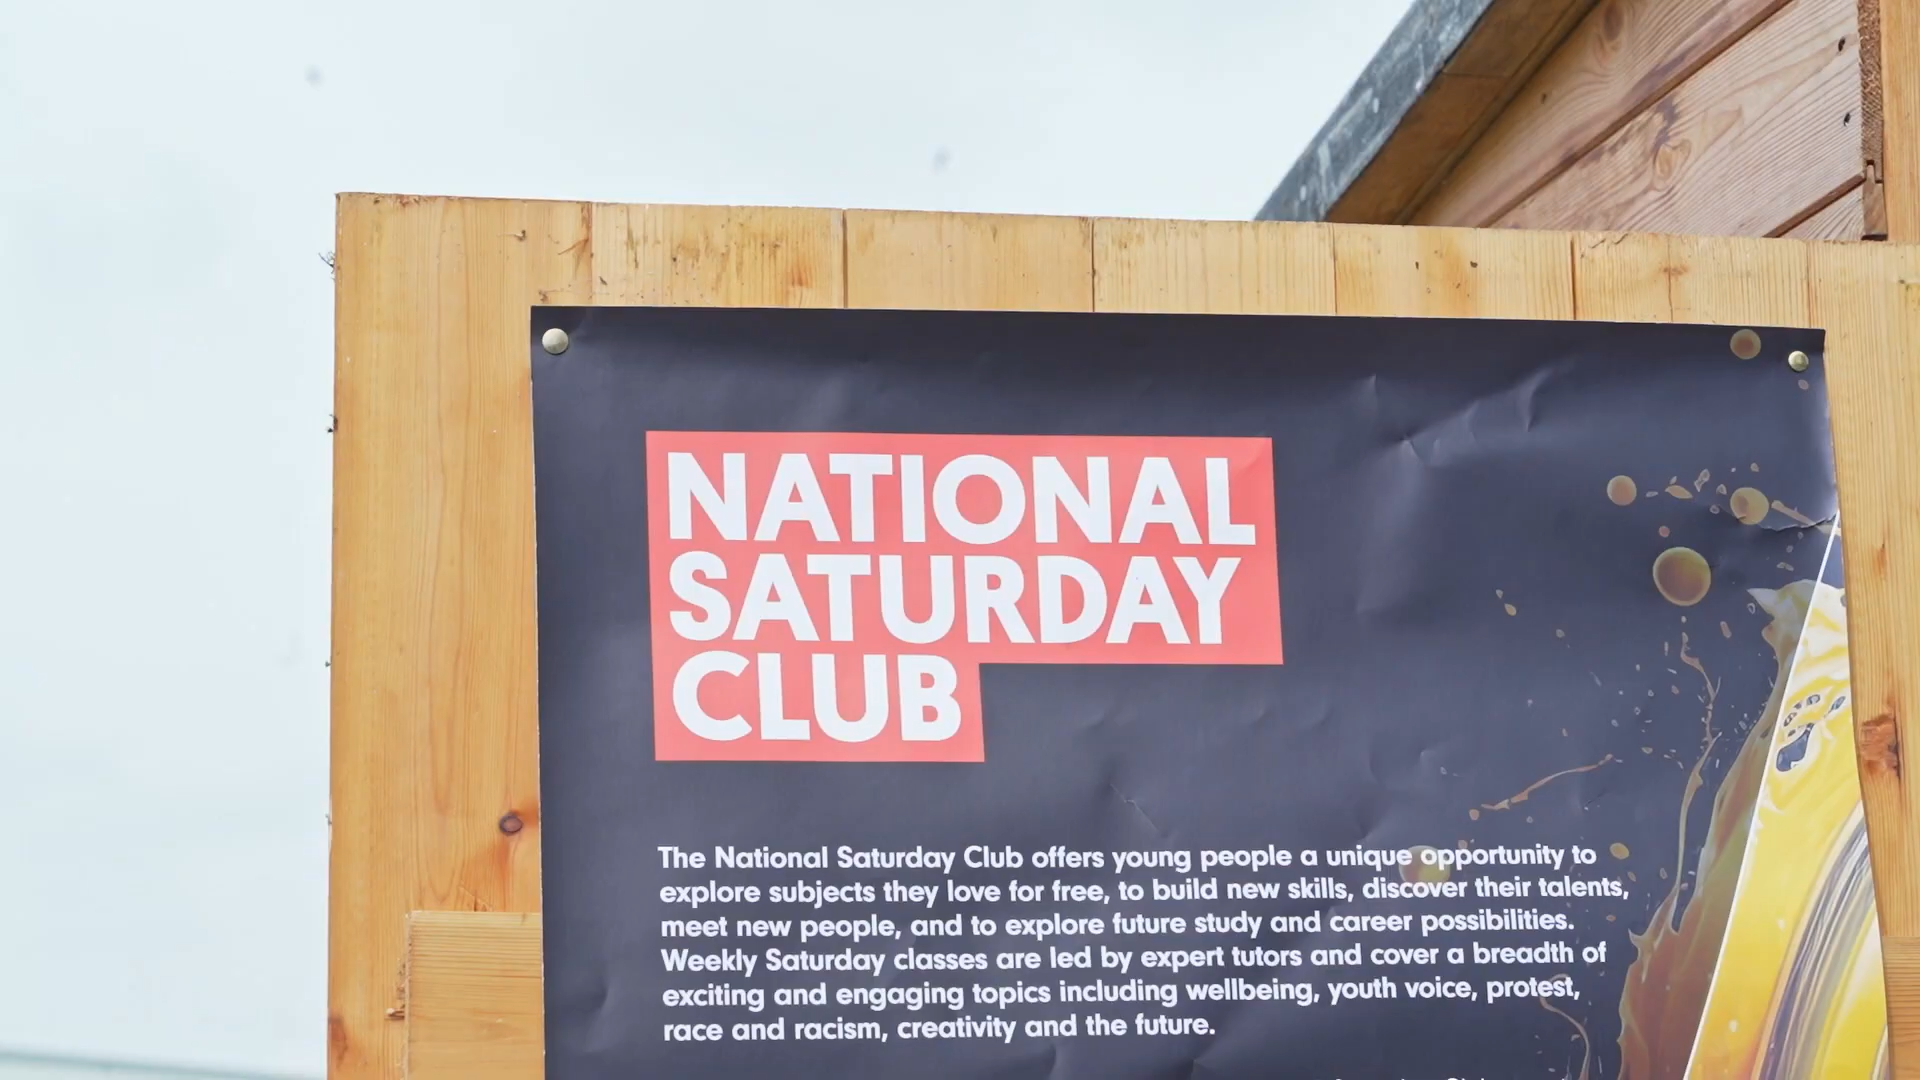 NATIONAL
SATURDAY
CLUB
The National Saturday Club offers young people a unique opportunity to
explore subjects they love for free, to build new skills, discover their talents,
meet new people, and to explore future study and career possibilities.
Weekly Saturday classes are led by expert tutors and cover a breadth of
exciting and engaging topics including wellbeing, youth voice, protest,
race and racism, creativity and the future.